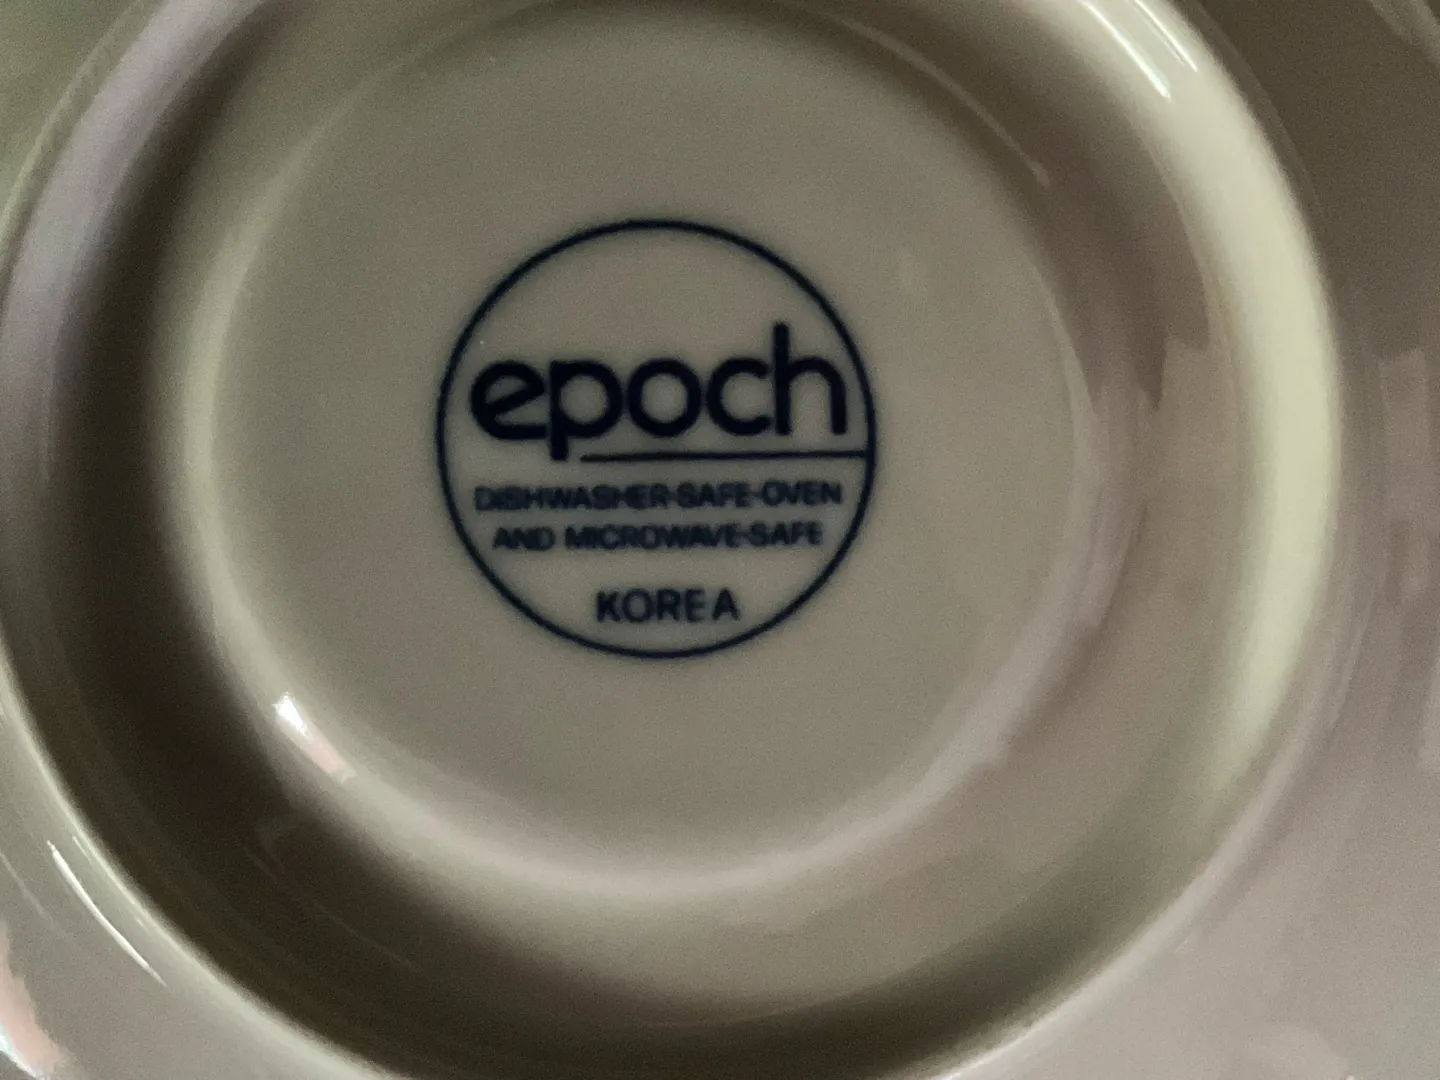 epoch
DISHWASHER-SAFE-OVEN
AND MICROWAVE-SAFE
KOREA